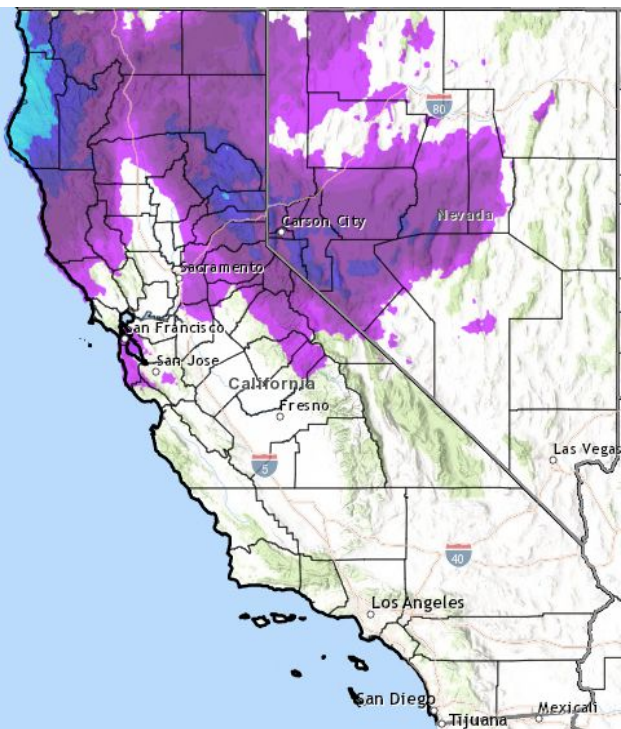 80
Nevada
Carson City
Sacramento
San Francisco
San Jose
California
Fresno
5
Las Vegas
40
Los Angeles
San Diego
Mexicali
Tijuana